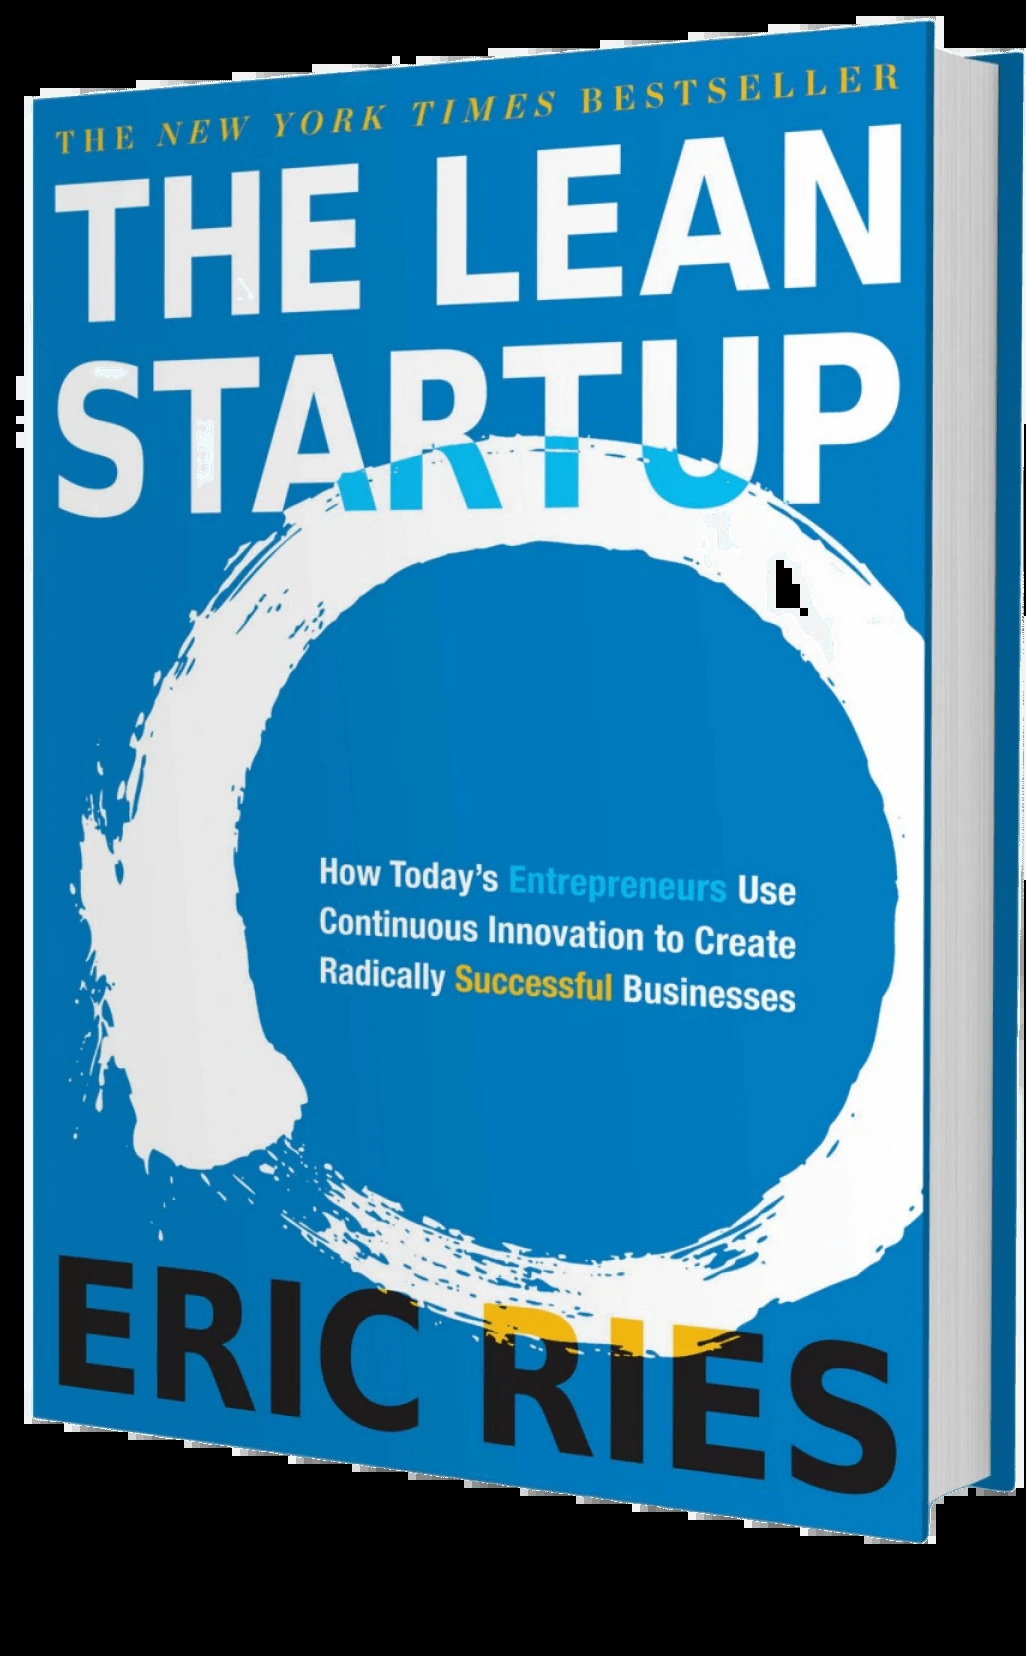 THE NEW YORK TIMES BESTSELLER
THE LEAN
STARTUP
How Today's Entrepreneurs Use
Continuous Innovation to Create
Radically Successful Businesses
ERIC RIES